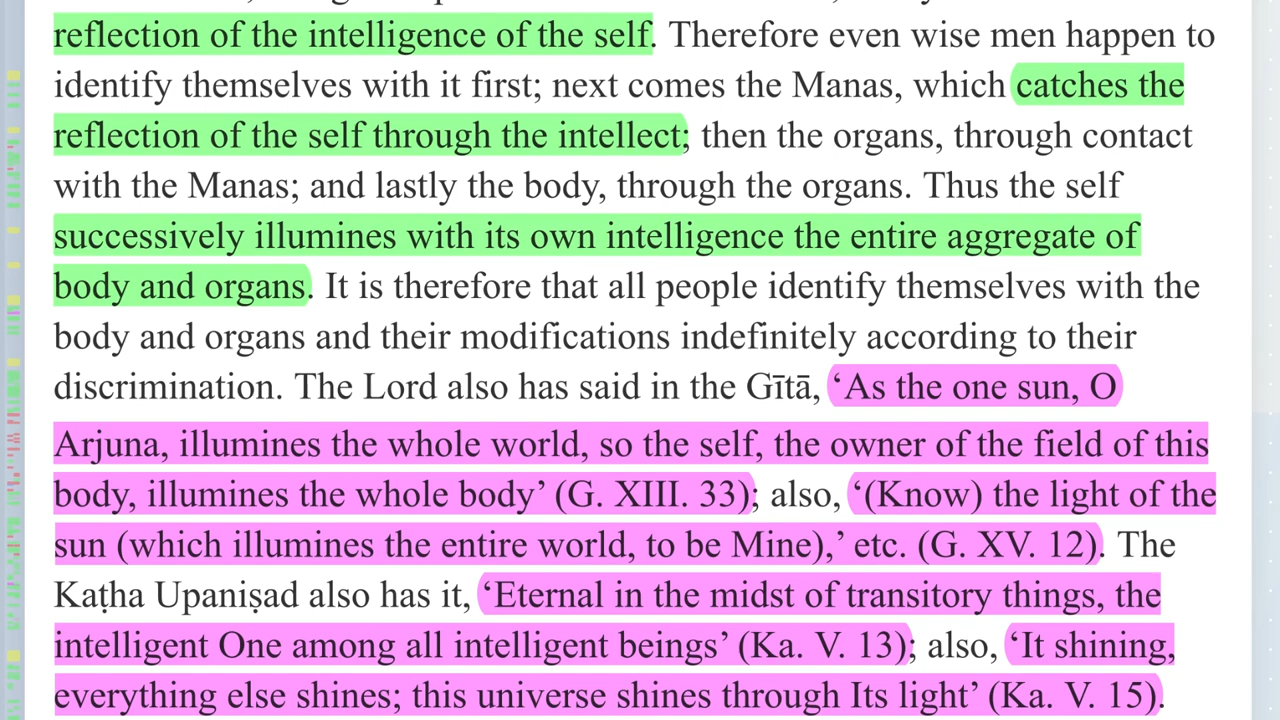 reflection of the intelligence of the self. Therefore even wise men happen to
identify themselves with it first; next comes the Manas, which catches the
reflection of the self through the intellect; then the organs, through contact
with the Manas; and lastly the body, through the organs. Thus the self
successively illumines with its own intelligence the entire aggregate of
body and organs. It is therefore that all people identify themselves with the
body and organs and their modifications indefinitely according to their
discrimination. The Lord also has said in the Gītā, ‘As the one sun, O
Arjuna, illumines the whole world, so the self, the owner of the field of this
body, illumines the whole body’ (G. XIII. 33); also, ‘(Know) the light of the
sun (which illumines the entire world, to be Mine),’ etc. (G. XV. 12). The
Kaṭha Upaniṣad also has it, ‘Eternal in the midst of transitory things, the
intelligent One among all intelligent beings’ (Ka. V. 13); also, ‘It shining,
everything else shines; this universe shines through Its light’ (Ka. V. 15).